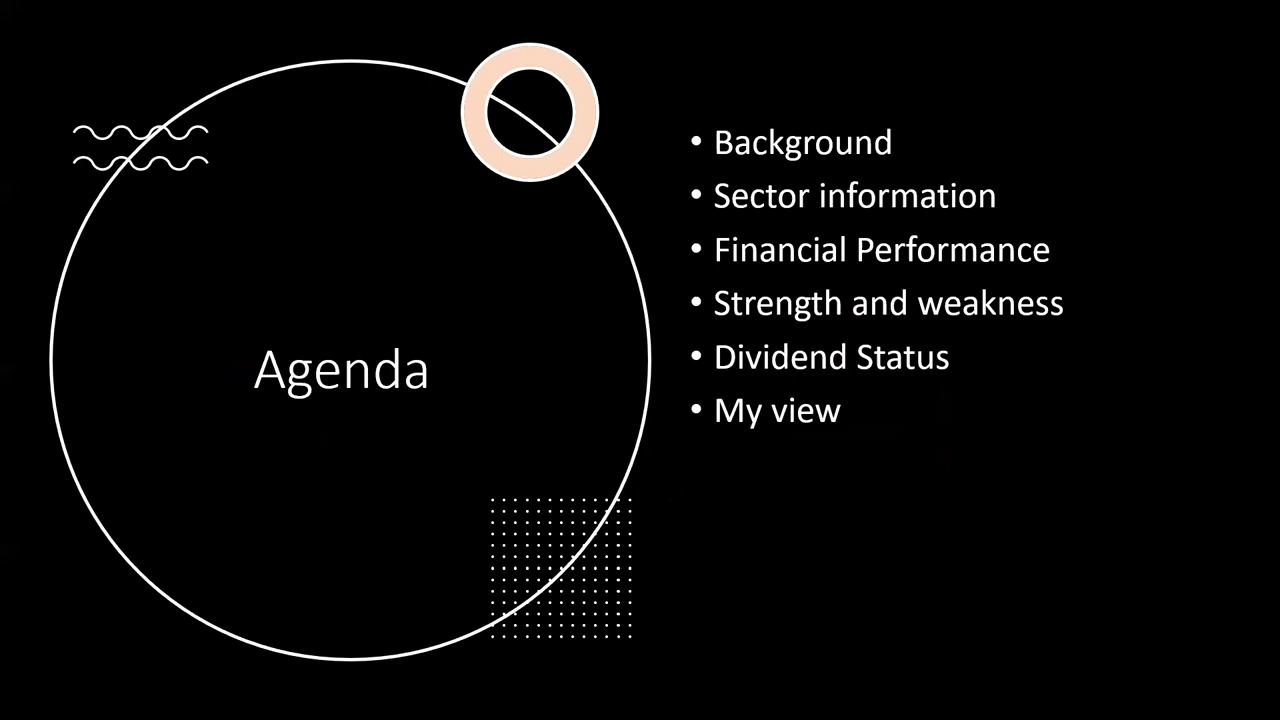 Agenda
• Background
• Sector information
• Financial Performance
• Strength and weakness
• Dividend Status
• My view